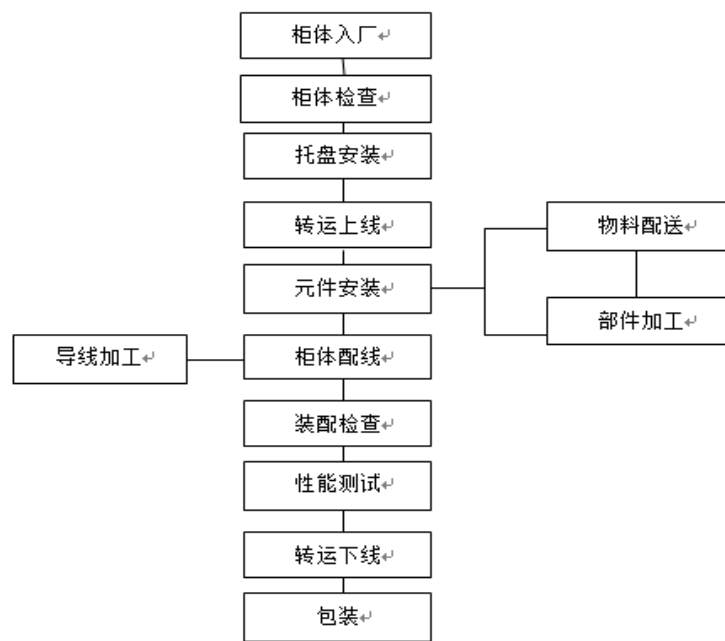 柜体入厂
柜体检查
托盘安装
转运上线
物料配送
元件安装
部件加工
导线加工
柜体配线
装配检查
性能测试
转运下线
包装